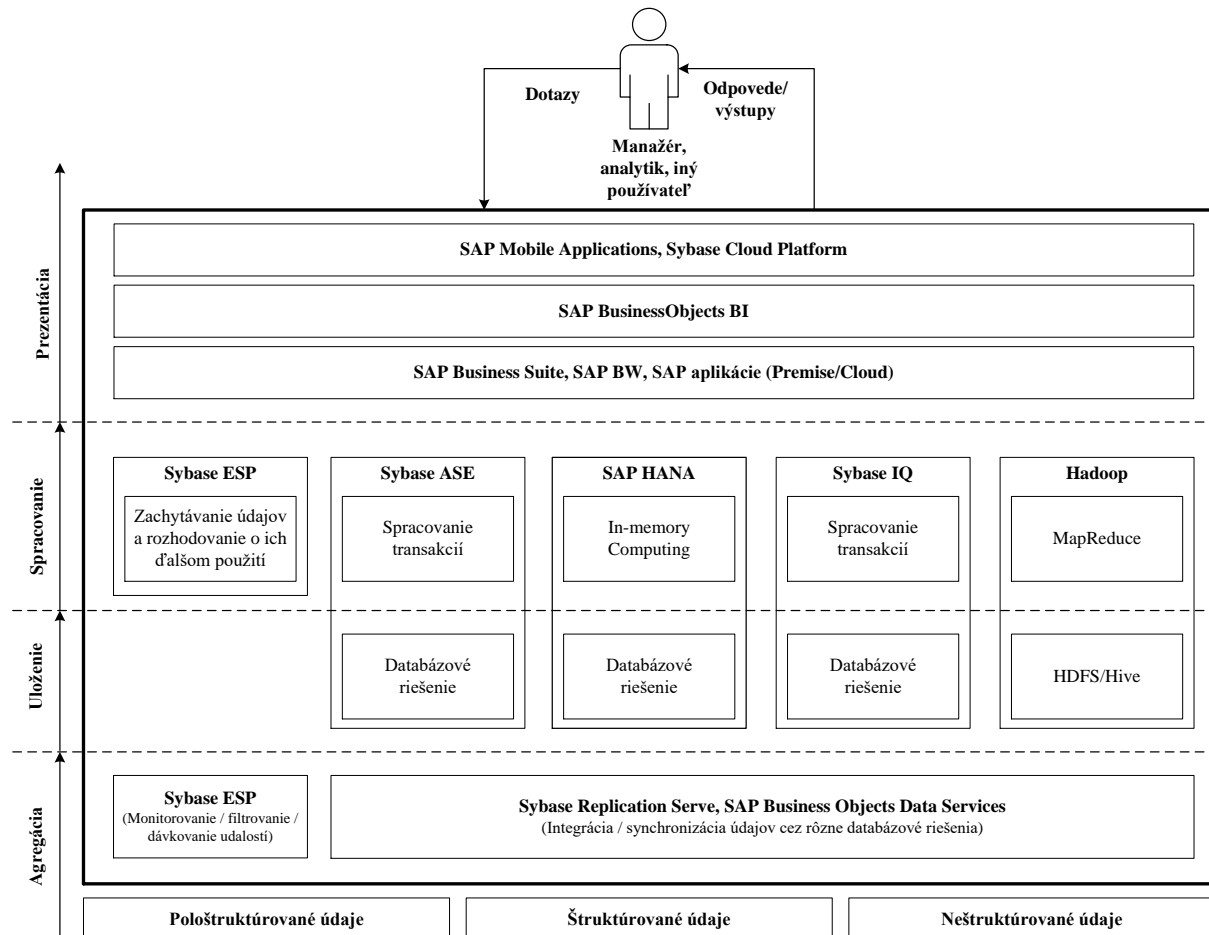 Dotazy
Odpovede/
výstupy
Manažér,
analytik, iný
používateľ
Prezentácia
SAP Mobile Applications, Sybase Cloud Platform
SAP BusinessObjects BI
SAP Business Suite, SAP BW, SAP aplikácie (Premise/Cloud)
Spracovanie
Sybase ESP
Zachytávanie údajov
a rozhodovanie o ich
ďalšom použití
Sybase ASE
Spracovanie
transakcií
SAP HANA
In-memory
Computing
Sybase IQ
Spracovanie
transakcií
Hadoop
MapReduce
Uloženie
Databázové
riešenie
Databázové
riešenie
Databázové
riešenie
HDFS/Hive
Agregácia
Sybase ESP
(Monitorovanie / filtrovanie /
dávkovanie udalostí)
Sybase Replication Serve, SAP Business Objects Data Services
(Integrácia / synchronizácia údajov cez rôzne databázové riešenia)
Pološtruktúrované údaje
Štruktúrované údaje
Neštruktúrované údaje